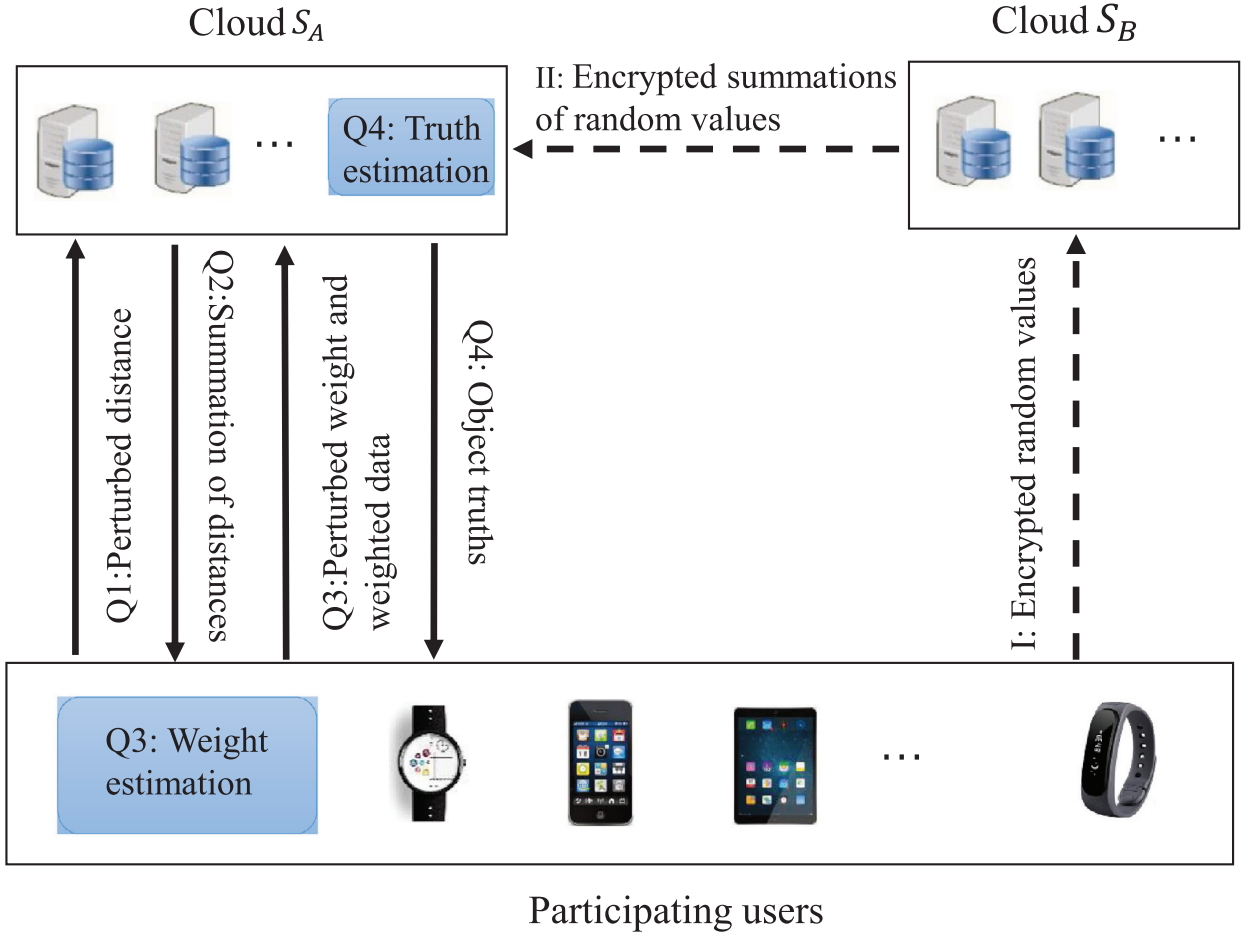 Cloud S_A
Cloud S_B
II: Encrypted summations
of random values
...
Q4: Truth
estimation
...
Q1:Perturbed distance
Q2:Summation of distances
Q3:Perturbed weight and
weighted data
Q4: Object truths
I: Encrypted random values
Q3: Weight
estimation
...
Participating users